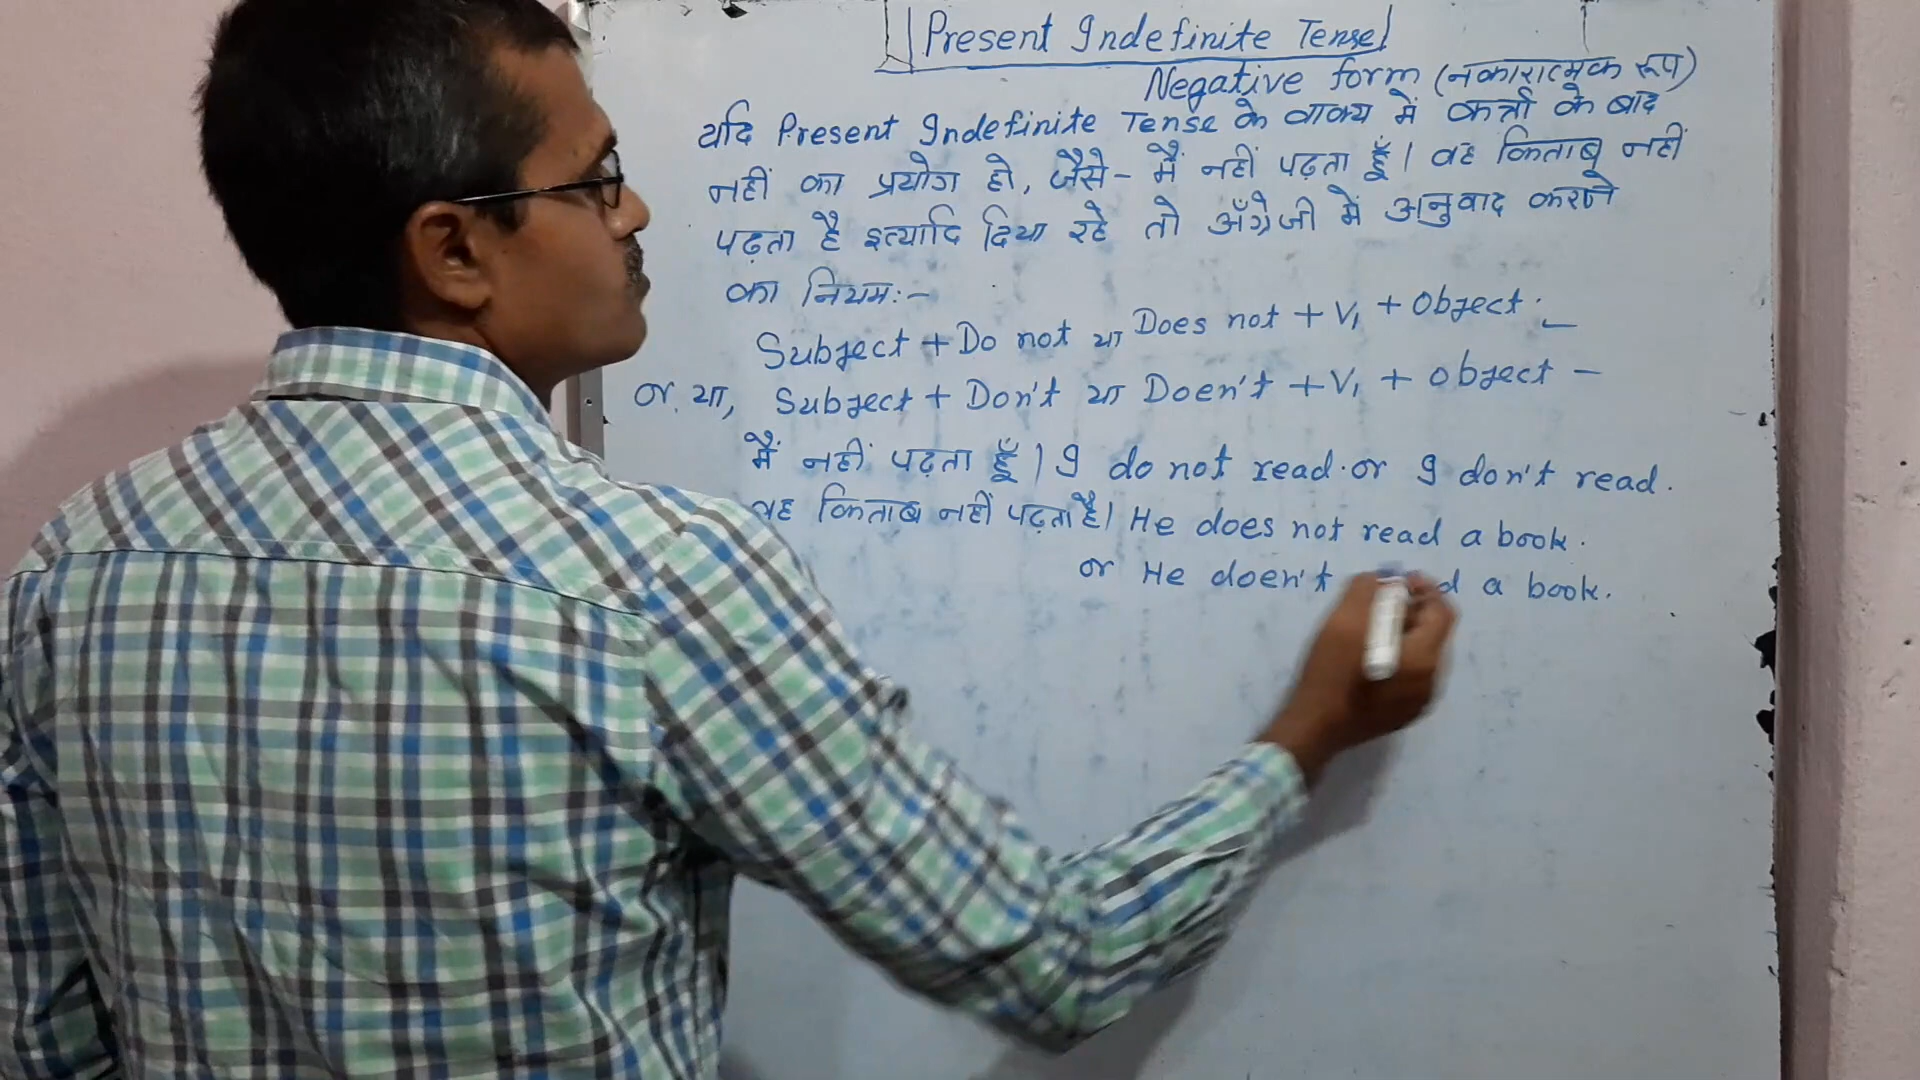 Present Indefinite Tense
Negative form (नकारात्मक रूप)
यदि Present Indefinite Tense के वाक्य में कर्त्ता के बाद
नहीं का प्रयोग हो, जैसे- मैं नहीं पढ़ता हूँ। वह किताब नहीं
पढ़ता है इत्यादि दिया रहे तो अँग्रेजी में अनुवाद करने
का नियम:-
Subject + Do not या Does not + V₁ + Object :-
or. या, Subject + Don't या Doen't + V₁ + Object -
मैं नहीं पढ़ता हूँ। I do not read. or I don't read.
वह किताब नहीं पढ़ता है। He does not read a book.
or He doen't a book.